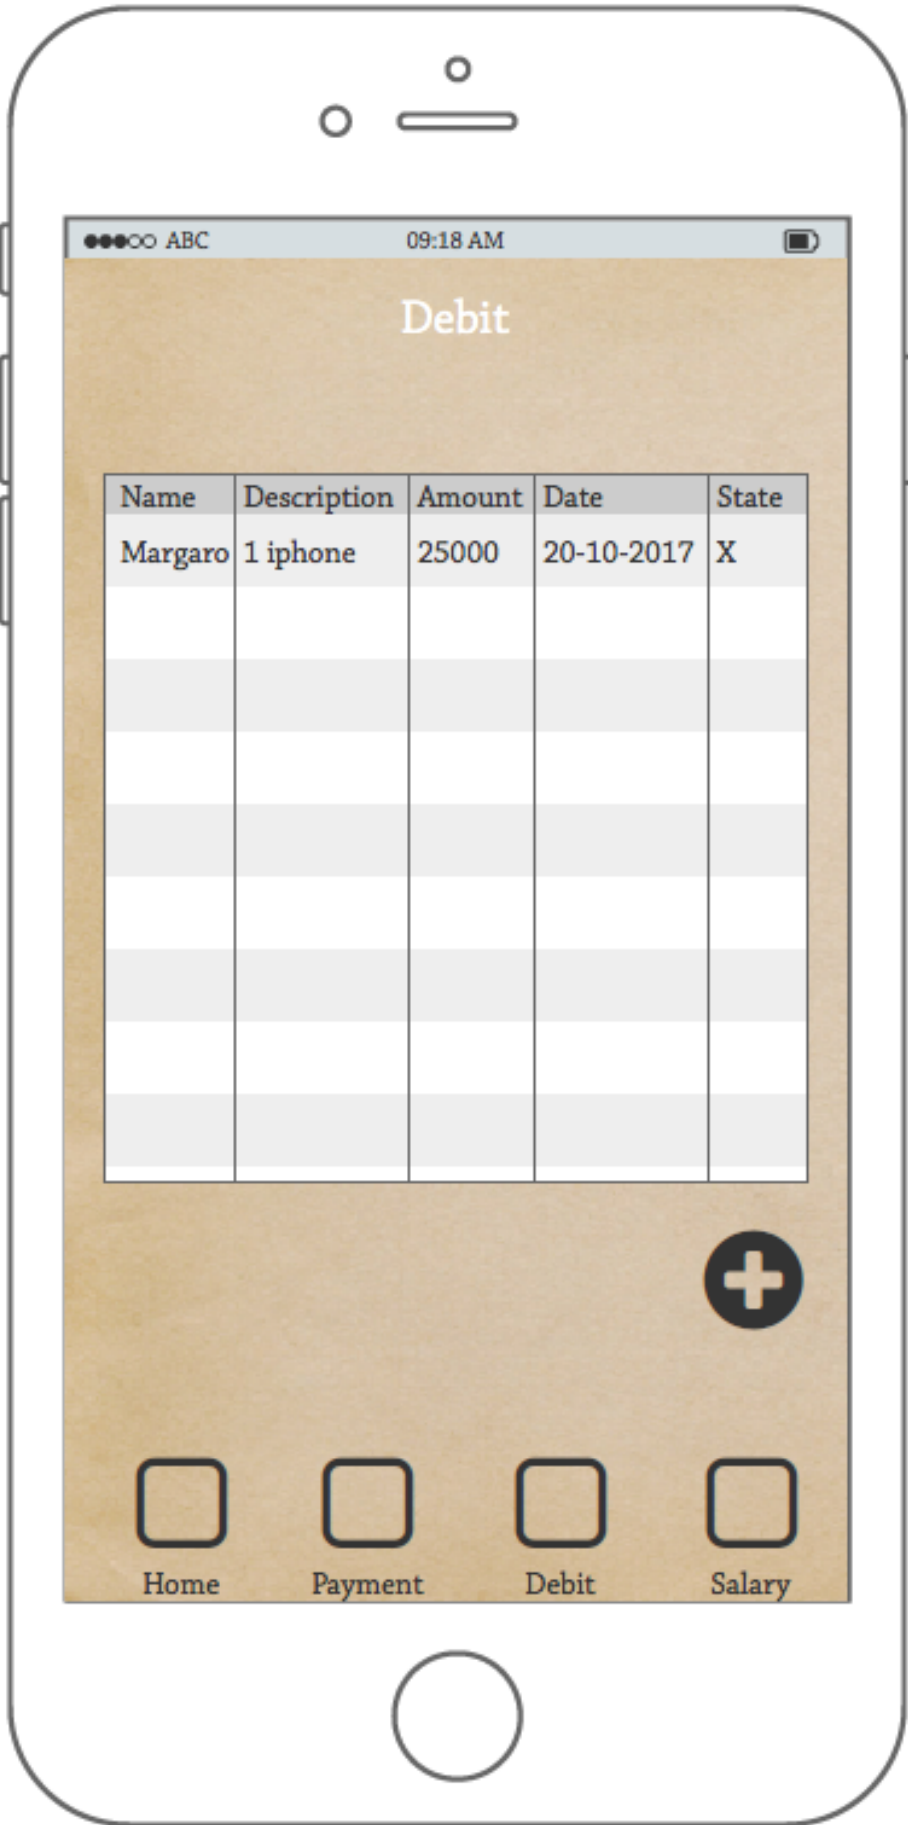 ABC 09:18 AM
Debit
Name Description Amount Date State
Margaro 1 iphone 25000 20-10-2017 X
Home Payment Debit Salary